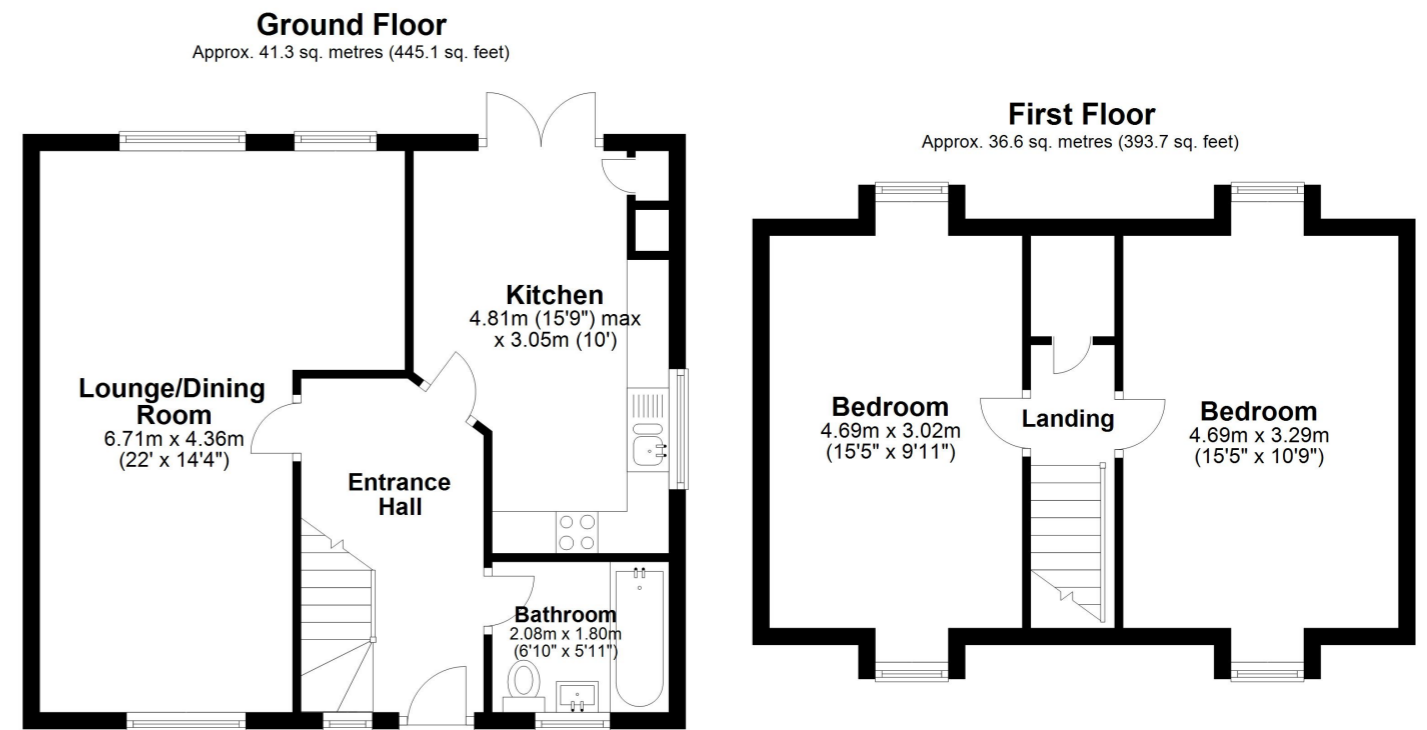 Ground Floor
Approx. 41.3 sq. metres (445.1 sq. feet)
Kitchen
4.81m (15'9") max
x 3.05m (10')
Lounge/Dining
Room
6.71m x 4.36m
(22' x 14'4")
Entrance
Hall
Bathroom
2.08m x 1.80m
(6'10" x 5'11")
First Floor
Approx. 36.6 sq. metres (393.7 sq. feet)
Bedroom
4.69m x 3.02m
(15'5" x 9'11")
Landing
Bedroom
4.69m x 3.29m
(15'5" x 10'9")